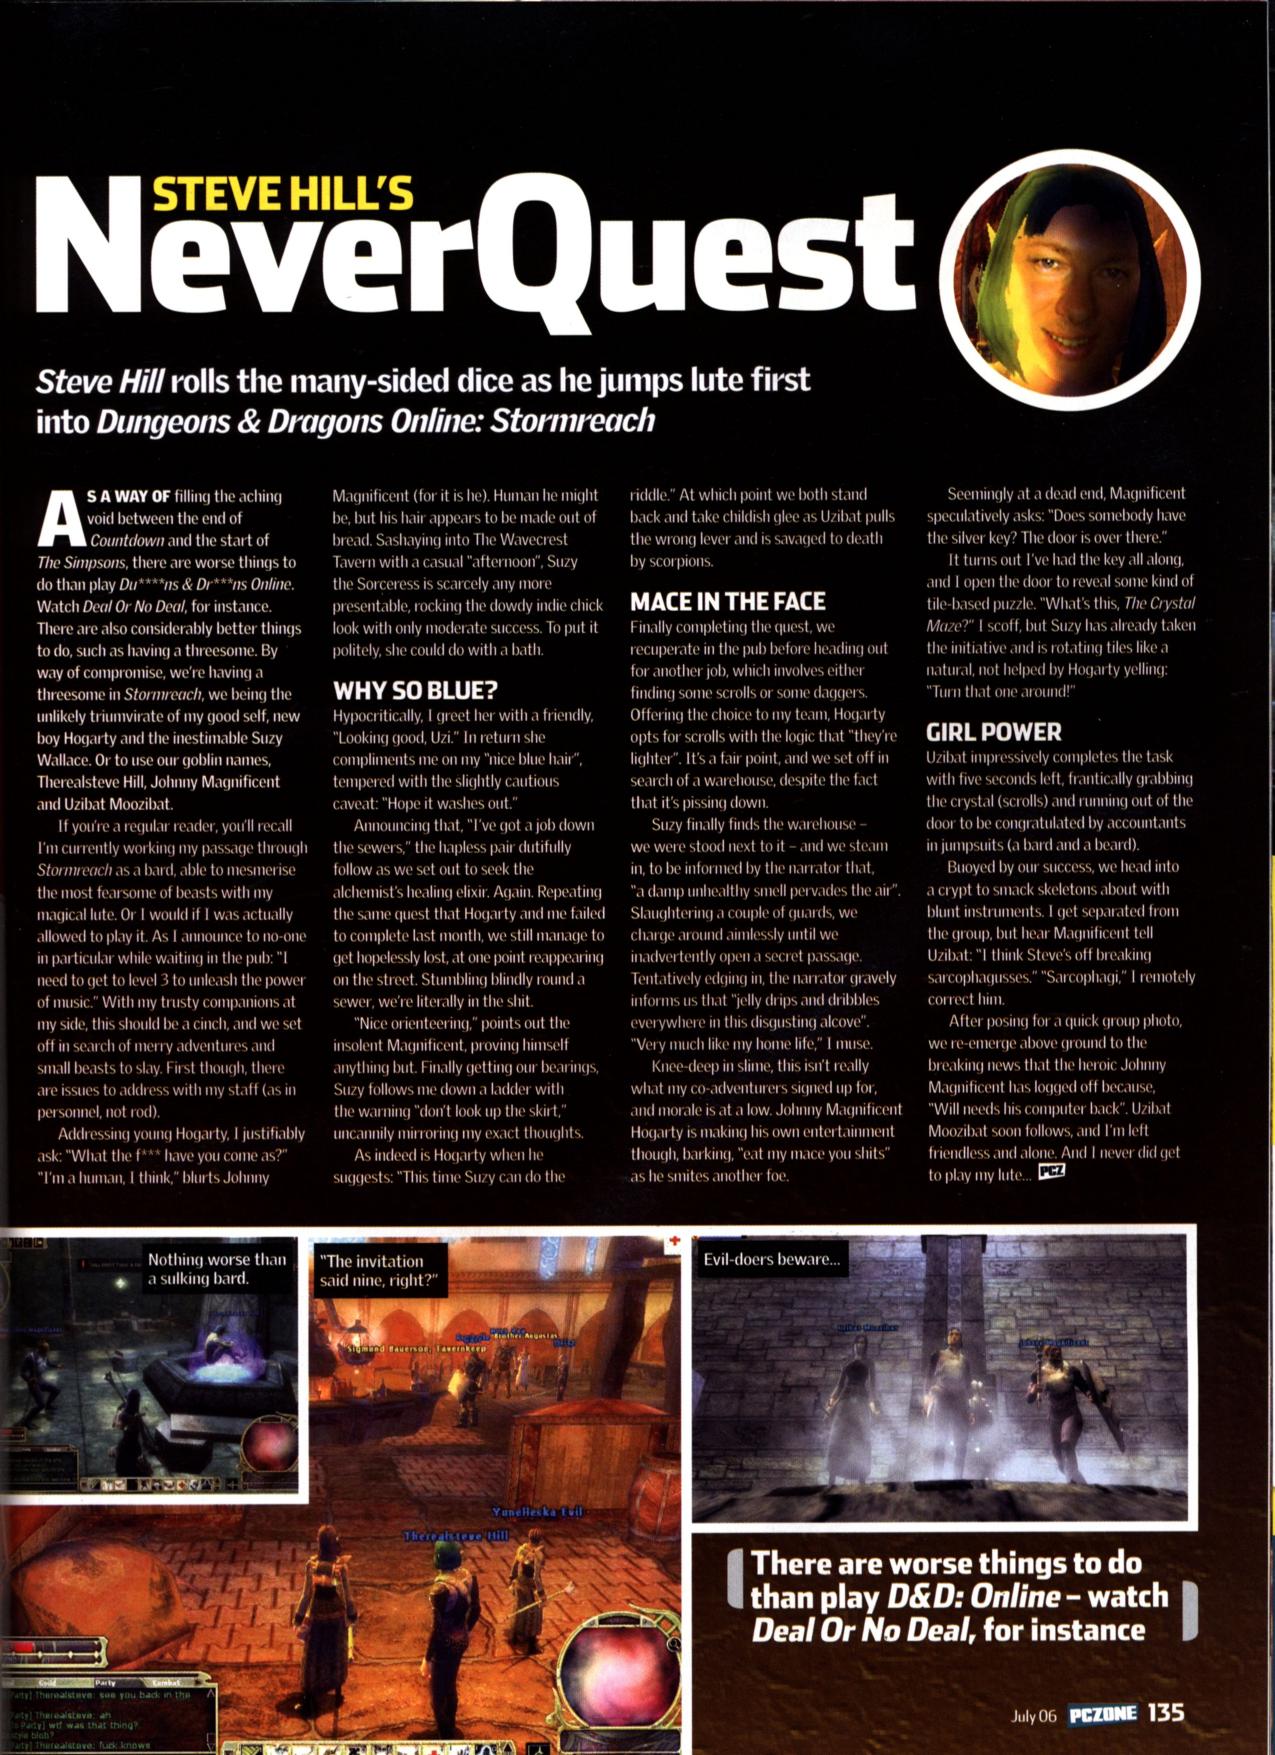 STEVE HILL'S
NeverQuest
Steve Hill rolls the many-sided dice as he jumps lute first
into Dungeons & Dragons Online: Stormreach
AS A WAY OF filling the aching
void between the end of
Countdown and the start of
The Simpsons, there are worse things to
do than play Du****ns & Dr***ns Online.
Watch Deal Or No Deal, for instance.
There are also considerably better things
to do, such as having a threesome. By
way of compromise, we're having a
threesome in Stormreach, we being the
unlikely triumvirate of my good self, new
boy Hogarty and the inestimable Suzy
Wallace. Or to use our goblin names,
Therealsteve Hill, Johnny Magnificent
and Uzibat Moozibat.
If you're a regular reader, you'll recall
I'm currently working my passage through
Stormreach as a bard, able to mesmerise
the most fearsome of beasts with my
magical lute. Or I would if I was actually
allowed to play it. As I announce to no-one
in particular while waiting in the pub: "I
need to get to level 3 to unleash the power
of music." With my trusty companions at
my side, this should be a cinch, and we set
off in search of merry adventures and
small beasts to slay. First though, there
are issues to address with my staff (as in
personnel, not rod).
Addressing young Hogarty, I justifiably
ask: "What the f*** have you come as?"
"I'm a human, I think," blurts Johnny
Magnificent (for it is he). Human he might
be, but his hair appears to be made out of
bread. Sashaying into The Wavecrest
Tavern with a casual "afternoon", Suzy
the Sorceress is scarcely any more
presentable, rocking the dowdy indie chick
look with only moderate success. To put it
politely, she could do with a bath.
WHY SO BLUE?
Hypocritically, I greet her with a friendly,
"Looking good, Uzi." In return she
compliments me on my "nice blue hair",
tempered with the slightly cautious
caveat: "Hope it washes out."
Announcing that, "I've got a job down
the sewers," the hapless pair dutifully
follow as we set out to seek the
alchemist's healing elixir. Again. Repeating
the same quest that Hogarty and me failed
to complete last month, we still manage to
get hopelessly lost, at one point reappearing
on the street. Stumbling blindly round a
sewer, we're literally in the shit.
"Nice orienteering," points out the
insolent Magnificent, proving himself
anything but. Finally getting our bearings,
Suzy follows me down a ladder with
the warning "don't look up the skirt,"
uncannily mirroring my exact thoughts.
As indeed is Hogarty when he
suggests: "This time Suzy can do the
riddle." At which point we both stand
back and take childish glee as Uzibat pulls
the wrong lever and is savaged to death
by scorpions.
MACE IN THE FACE
Finally completing the quest, we
recuperate in the pub before heading out
for another job, which involves either
finding some scrolls or some daggers.
Offering the choice to my team, Hogarty
opts for scrolls with the logic that "they're
lighter". It's a fair point, and we set off in
search of a warehouse, despite the fact
that it's pissing down.
Suzy finally finds the warehouse –
we were stood next to it – and we steam
in, to be informed by the narrator that,
"a damp unhealthy smell pervades the air".
Slaughtering a couple of guards, we
charge around aimlessly until we
inadvertently open a secret passage.
Tentatively edging in, the narrator gravely
informs us that "jelly drips and dribbles
everywhere in this disgusting alcove".
"Very much like my home life," I muse.
Knee-deep in slime, this isn't really
what my co-adventurers signed up for,
and morale is at a low. Johnny Magnificent
Hogarty is making his own entertainment
though, barking, "eat my mace you shits"
as he smites another foe.
Seemingly at a dead end, Magnificent
speculatively asks: "Does somebody have
the silver key? The door is over there."
It turns out I've had the key all along,
and I open the door to reveal some kind of
tile-based puzzle. "What's this, The Crystal
Maze?" I scoff, but Suzy has already taken
the initiative and is rotating tiles like a
natural, not helped by Hogarty yelling:
"Turn that one around!"
GIRL POWER
Uzibat impressively completes the task
with five seconds left, frantically grabbing
the crystal (scrolls) and running out of the
door to be congratulated by accountants
in jumpsuits (a bard and a beard).
Buoyed by our success, we head into
a crypt to smack skeletons about with
blunt instruments. I get separated from
the group, but hear Magnificent tell
Uzibat: "I think Steve's off breaking
sarcophagusses." "Sarcophagi," I remotely
correct him.
After posing for a quick group photo,
we re-emerge above ground to the
breaking news that the heroic Johnny
Magnificent has logged off because,
"Will needs his computer back". Uzibat
Moozibat soon follows, and I'm left
friendless and alone. And I never did get
to play my lute... PCZ
Nothing worse than
a sulking bard.
"The invitation
said nine, right?"
Brother Augustas
Sigmund Bauerson, Tavernkeep
YuneHeska Evil
Therealsteve Hill
Guild Party Combat
Party] Therealsteve: see you back in the
Party] Therealsteve: ah
Party] wtf was that thing?
style blob?
Party] Therealsteve: fuck knows
Evil-doers beware...
Uzibat Moozibat
Johnny Magnificent
There are worse things to do
than play D&D: Online – watch
Deal Or No Deal, for instance
July 06 PCZONE 135